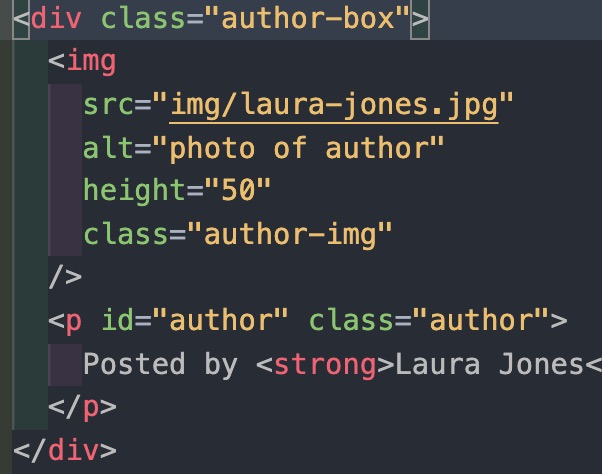 <div class="author-box">
<img
src="img/laura-jones.jpg"
alt="photo of author"
height="50"
class="author-img"
/>
<p id="author" class="author">
Posted by <strong>Laura Jones<
</p>
</div>